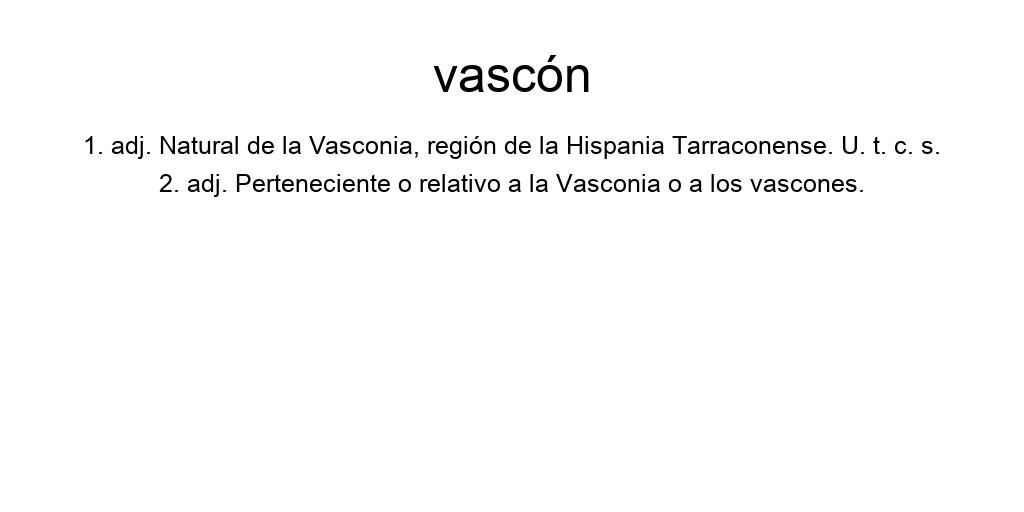 vascón
1. adj. Natural de la Vasconia, región de la Hispania Tarraconense. U. t. c. s.
2. adj. Perteneciente o relativo a la Vasconia o a los vascones.